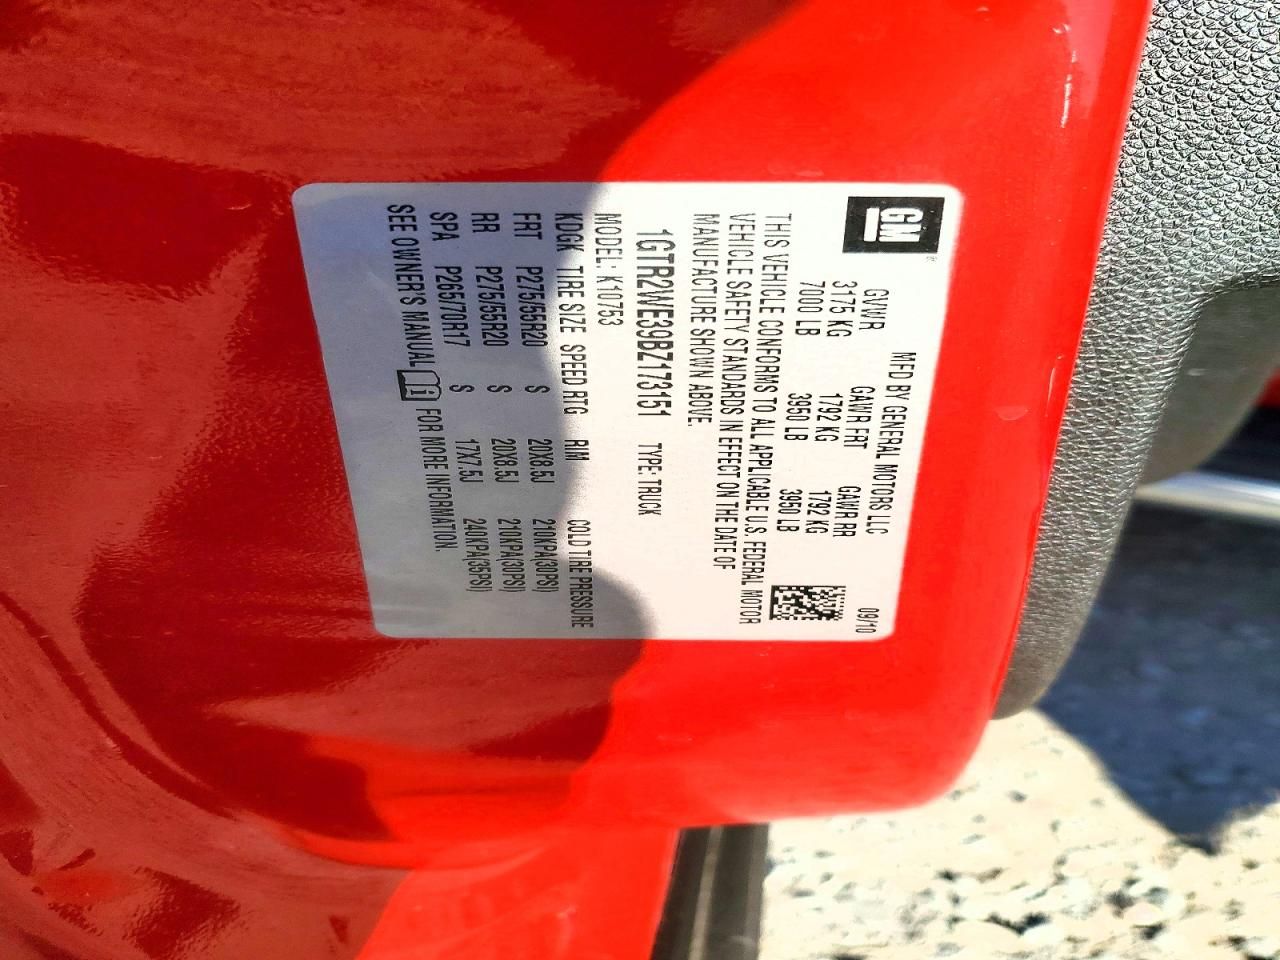 GM®
MFD BY GENERAL MOTORS LLC 09/10
GVWR GAWR FRT GAWR RR
3175 KG 1792 KG 1792 KG
7000 LB 3950 LB 3950 LB
THIS VEHICLE CONFORMS TO ALL APPLICABLE U.S. FEDERAL MOTOR
VEHICLE SAFETY STANDARDS IN EFFECT ON THE DATE OF
MANUFACTURE SHOWN ABOVE.
1GTR2WE39BZ173151 TYPE: TRUCK
MODEL: K10753
KDGK TIRE SIZE SPEED RTG RIM COLD TIRE PRESSURE
FRT P275/55R20 S 20X8.5J 210KPA(30PSI)
RR P275/55R20 S 20X8.5J 210KPA(30PSI)
SPA P265/70R17 S 17X7.5J 240KPA(35PSI)
SEE OWNER'S MANUAL i FOR MORE INFORMATION.